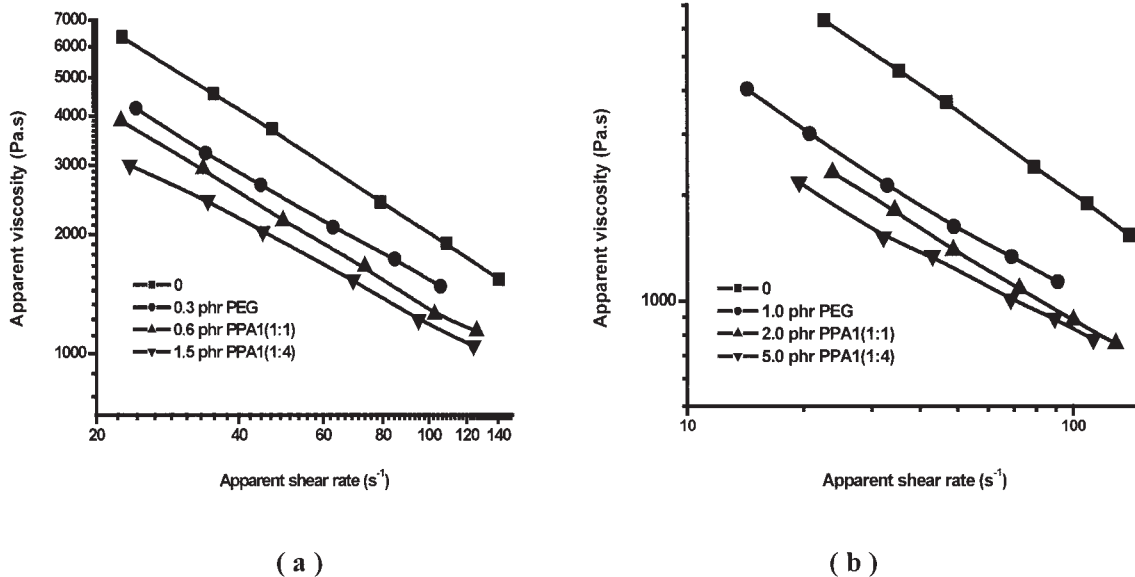 7000
6000
5000
4000
3000
2000
1000
Apparent viscosity (Pa.s)
0
0.3 phr PEG
0.6 phr PPA1(1:1)
1.5 phr PPA1(1:4)
20
40
60
80
100
120
140
Apparent shear rate (s⁻¹)
( a )
1000
Apparent viscosity (Pa.s)
0
1.0 phr PEG
2.0 phr PPA1(1:1)
5.0 phr PPA1(1:4)
10
100
Apparent shear rate (s⁻¹)
( b )